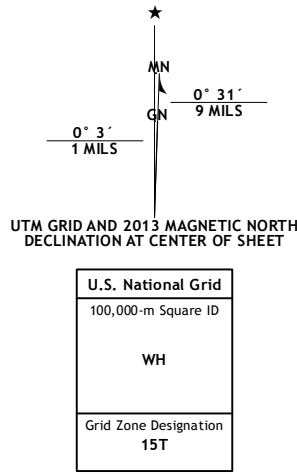 ★
MN
GN
0° 31´
9 MILS
0° 3´
1 MILS
UTM GRID AND 2013 MAGNETIC NORTH
DECLINATION AT CENTER OF SHEET
U.S. National Grid
100,000-m Square ID
WH
Grid Zone Designation
15T